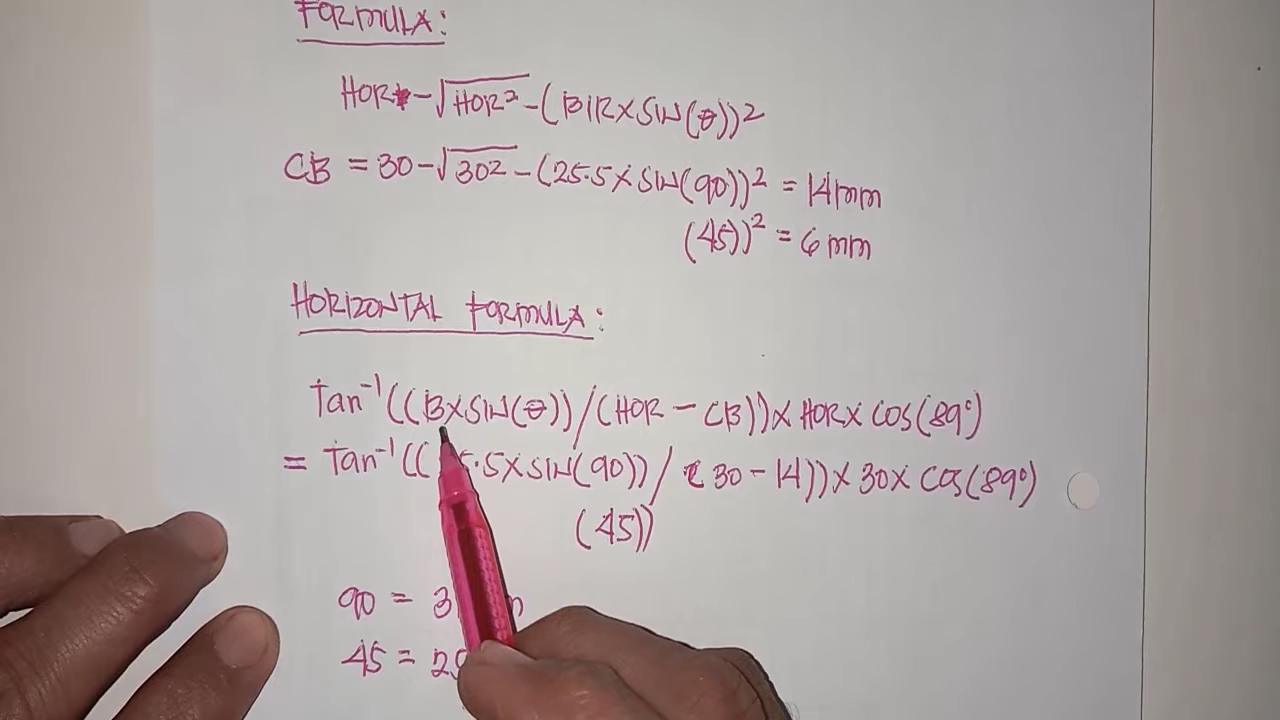 FORMULA:
HOR - √HOR² - (BIR X SIN(θ))²
CB = 30 - √30² - (25.5 X SIN(90))² = 14mm
(45))² = 6mm
HORIZONTAL FORMULA:
Tan⁻¹((B X SIN(θ)) / (HOR - CB)) X HOR X COS(89°)
= Tan⁻¹(( 5.5 X SIN(90)) / (30 - 14)) X 30 X COS(89°)
(45))
90 = 3
45 = 2